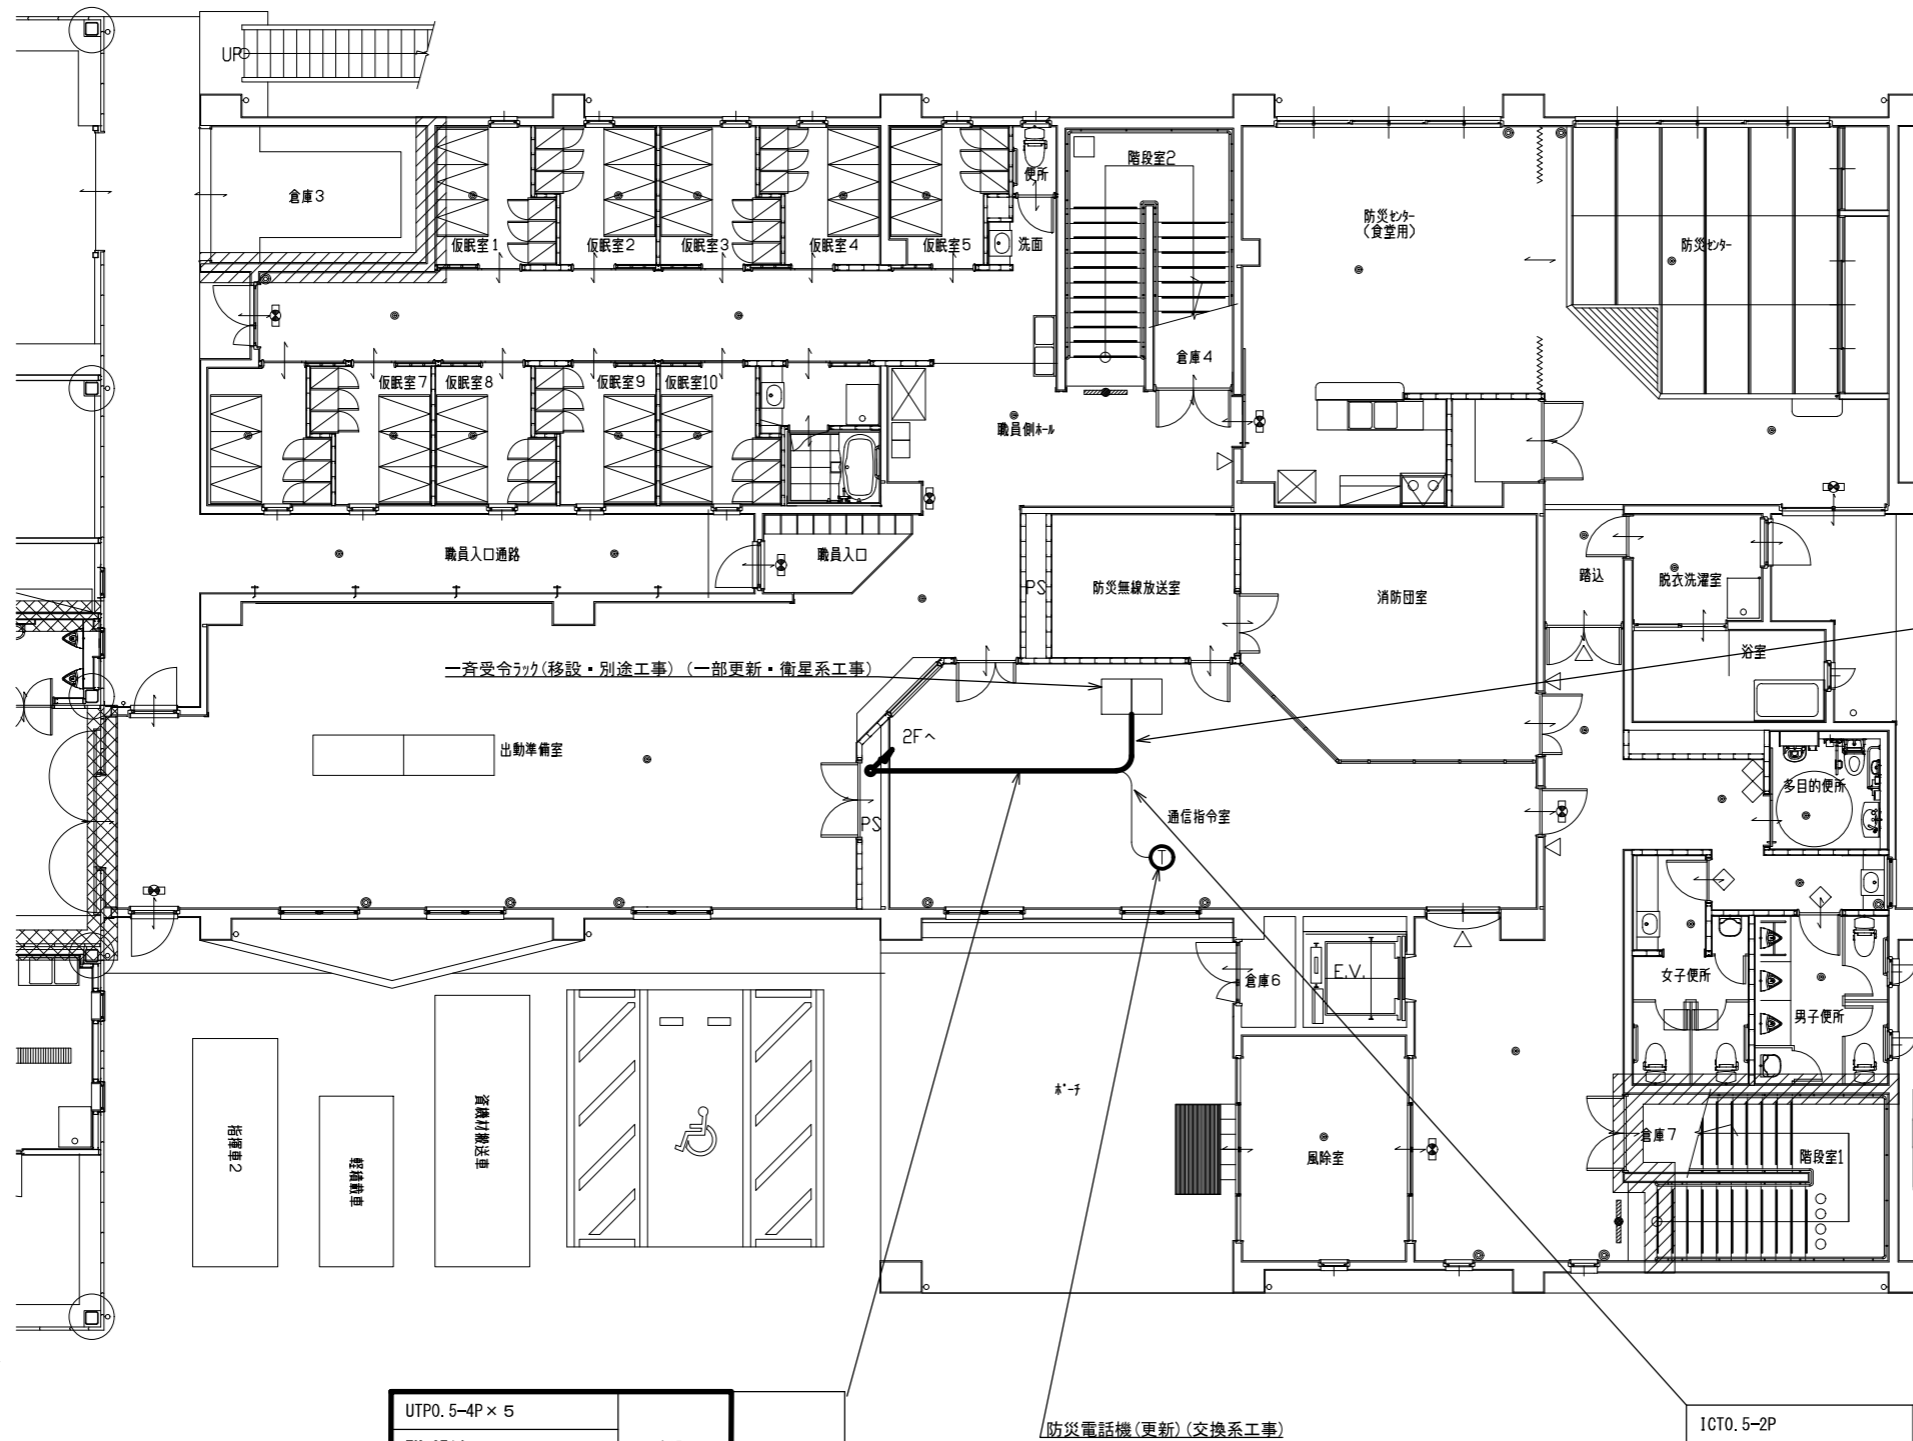 UP
階段室2
便所
倉庫3
防災ｾﾝﾀｰ
(食堂用)
防災ｾﾝﾀｰ
仮眠室1
仮眠室2
仮眠室3
仮眠室4
仮眠室5
洗面
倉庫4
仮眠室7
仮眠室8
仮眠室9
仮眠室10
職員側ﾎｰﾙ
職員入口通路
職員入口
PS
防災無線放送室
消防団室
踏込
脱衣洗濯室
浴室
一斉受令ﾗｯｸ(移設・別途工事) (一部更新・衛星系工事)
2Fへ
出動準備室
多目的便所
通信指令室
PS
T
E.V.
倉庫6
女子便所
男子便所
ﾎﾟｰﾁ
資機材搬送車
指揮車2
軽積載車
風除室
倉庫7
階段室1
UTP0.5-4P×5
防災電話機(更新)(交換系工事)
ICT0.5-2P